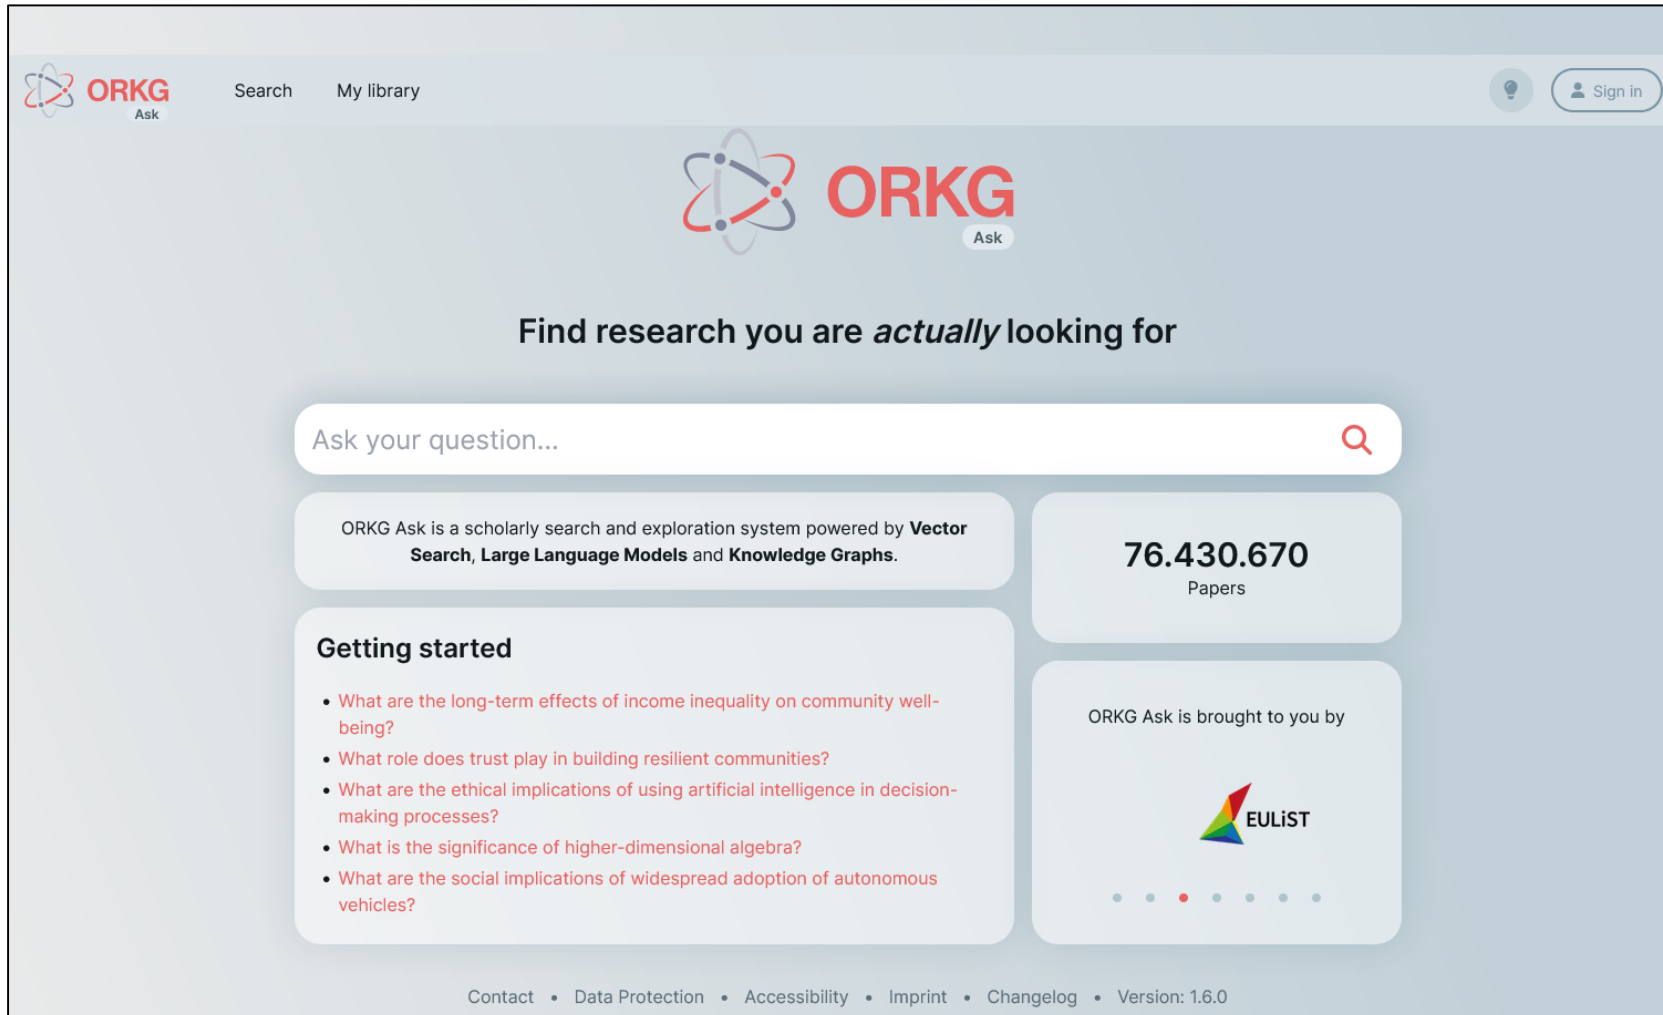 ORKG
Ask
Search
My library
Sign in
ORKG
Ask
Find research you are actually looking for
Ask your question...
ORKG Ask is a scholarly search and exploration system powered by Vector
Search, Large Language Models and Knowledge Graphs.
76.430.670
Papers
Getting started
• What are the long-term effects of income inequality on community well-
being?
• What role does trust play in building resilient communities?
• What are the ethical implications of using artificial intelligence in decision-
making processes?
• What is the significance of higher-dimensional algebra?
• What are the social implications of widespread adoption of autonomous
vehicles?
ORKG Ask is brought to you by
EULiST
Contact • Data Protection • Accessibility • Imprint • Changelog • Version: 1.6.0